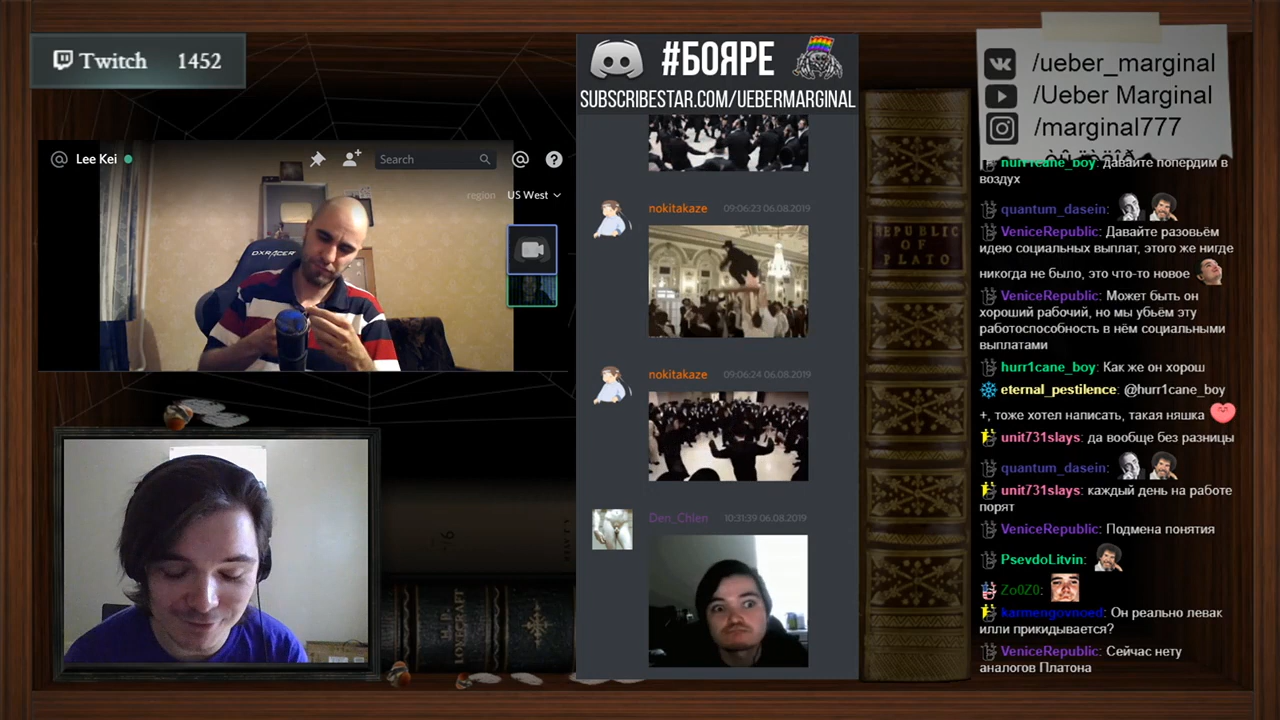 Twitch 1452
@ Lee Kei
Search
region US West
#БОЯРЕ
SUBSCRIBESTAR.COM/UEBERMARGINAL
nokitakaze 09:06:23 06.08.2019
nokitakaze 09:06:24 06.08.2019
Den_Chlen 10:31:39 06.08.2019
DXRACER
H. P. LOVECRAFT
REPUBLIC
OF
PLATO
/ueber_marginal
/Ueber Marginal
/marginal777
hurr1cane_boy: давайте попердим в
воздух
quantum_dasein:
VeniceRepublic: Давайте разовьём
идею социальных выплат, этого же нигде
никогда не было, это что-то новое
VeniceRepublic: Может быть он
хороший рабочий, но мы убьём эту
работоспособность в нём социальными
выплатами
hurr1cane_boy: Как же он хорош
eternal_pestilence: @hurr1cane_boy
+, тоже хотел написать, такая няшка
unit731slays: да вообще без разницы
quantum_dasein:
unit731slays: каждый день на работе
порят
VeniceRepublic: Подмена понятия
PsevdoLitvin:
Zo0Z0:
karmengovnoed: Он реально левак
илли прикидывается?
VeniceRepublic: Сейчас нету
аналогов Платона